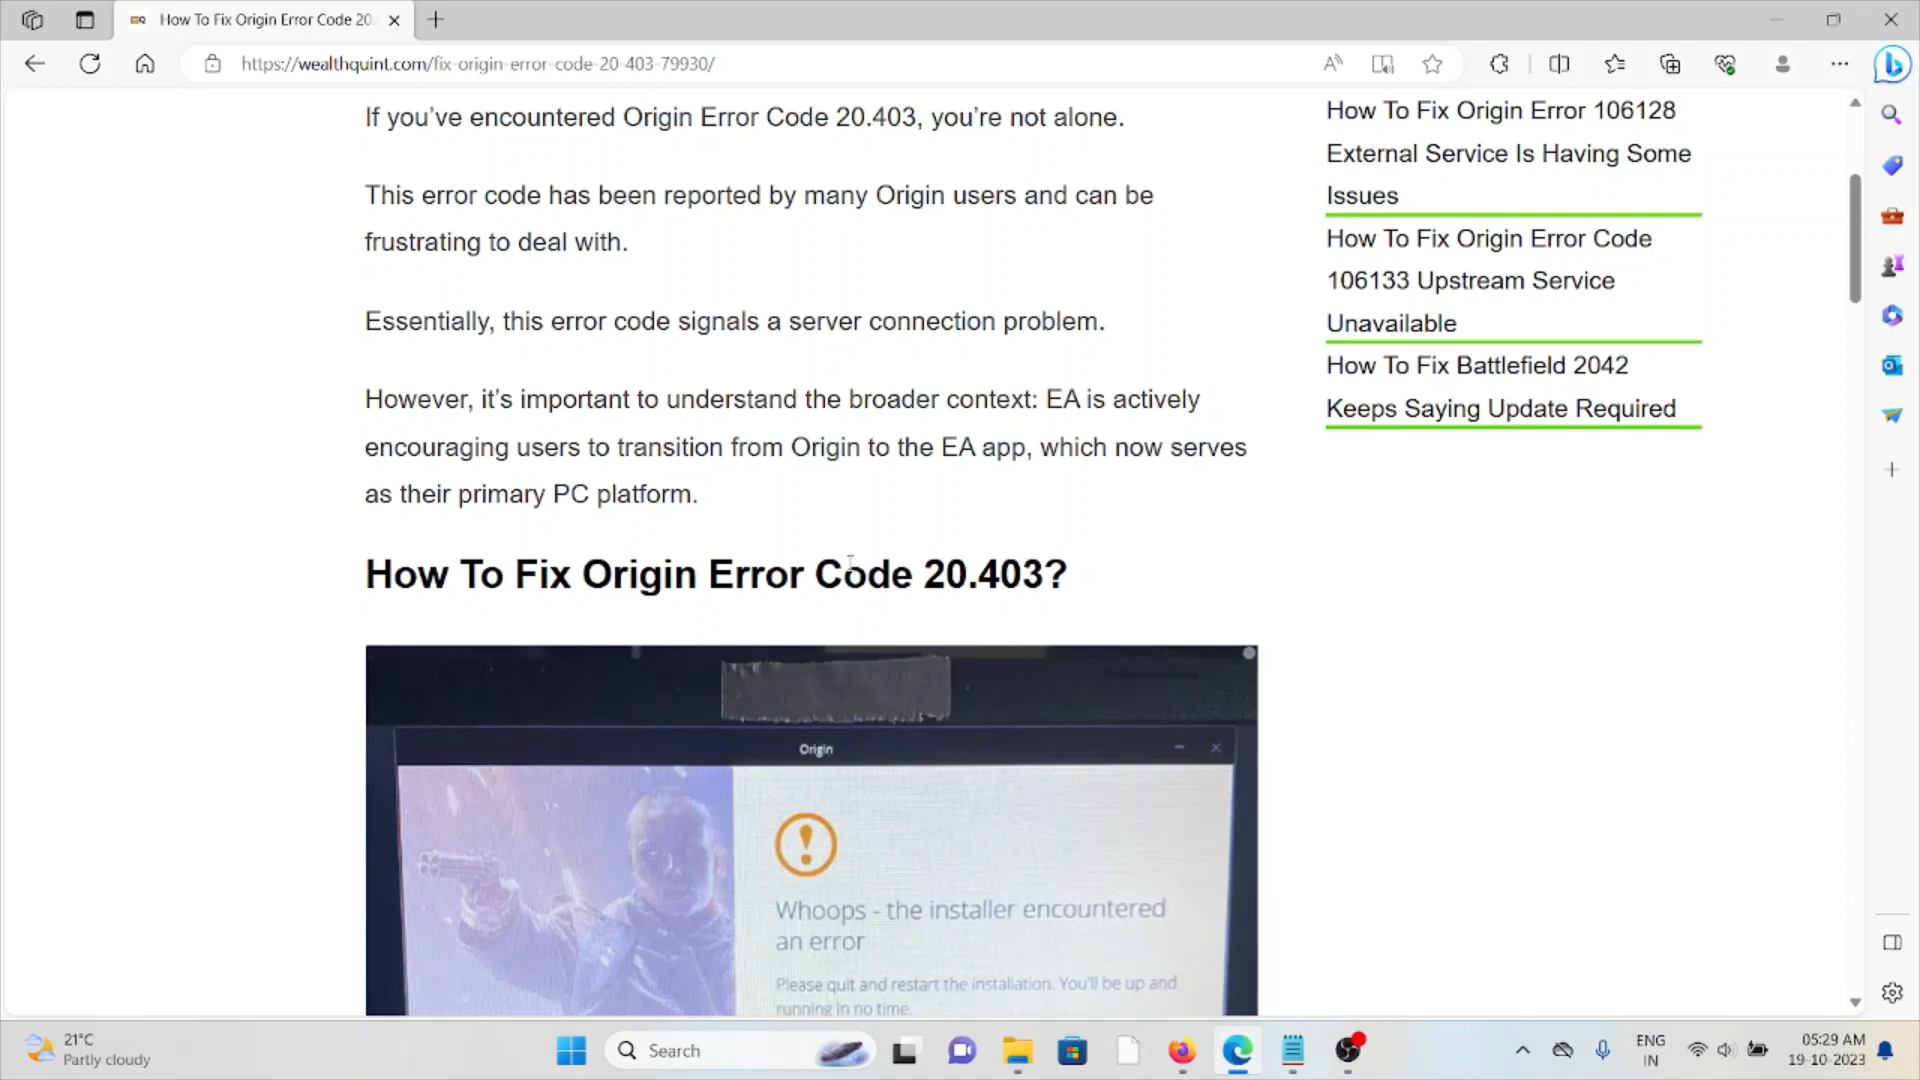 How To Fix Origin Error Code 20.
https://wealthquint.com/fix-origin-error-code-20-403-79930/
If you’ve encountered Origin Error Code 20.403, you’re not alone.
This error code has been reported by many Origin users and can be
frustrating to deal with.
Essentially, this error code signals a server connection problem.
However, it’s important to understand the broader context: EA is actively
encouraging users to transition from Origin to the EA app, which now serves
as their primary PC platform.
How To Fix Origin Error Code 20.403?
Origin
Whoops - the installer encountered
an error
Please quit and restart the installation. You'll be up and
running in no time.
How To Fix Origin Error 106128
External Service Is Having Some
Issues
How To Fix Origin Error Code
106133 Upstream Service
Unavailable
How To Fix Battlefield 2042
Keeps Saying Update Required
21°C
Partly cloudy
Search
ENG
IN
05:29 AM
19-10-2023